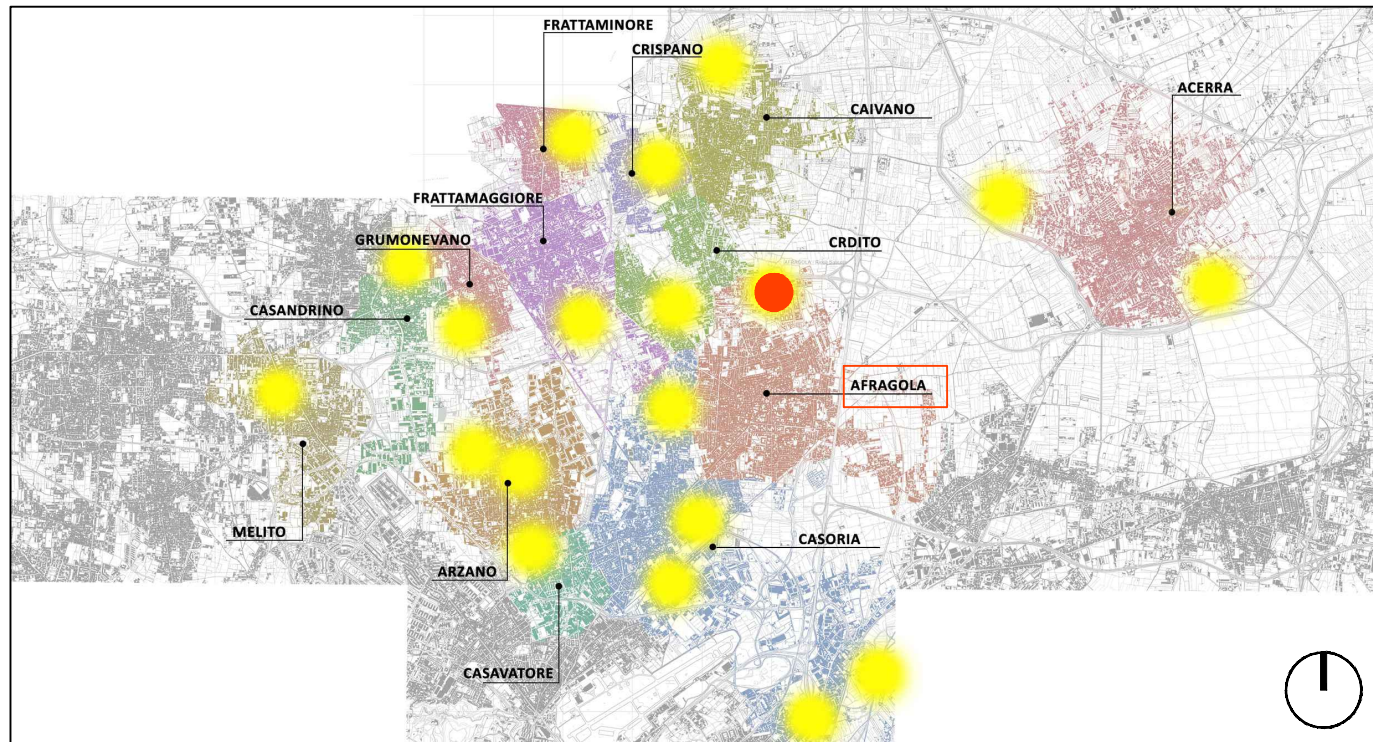 FRATTAMINORE
CRISPANO
ACERRA
CAIVANO
FRATTAMAGGIORE
GRUMONEVANO
CRDITO
CASANDRINO
AFRAGOLA
MELITO
ARZANO
CASORIA
CASAVATORE